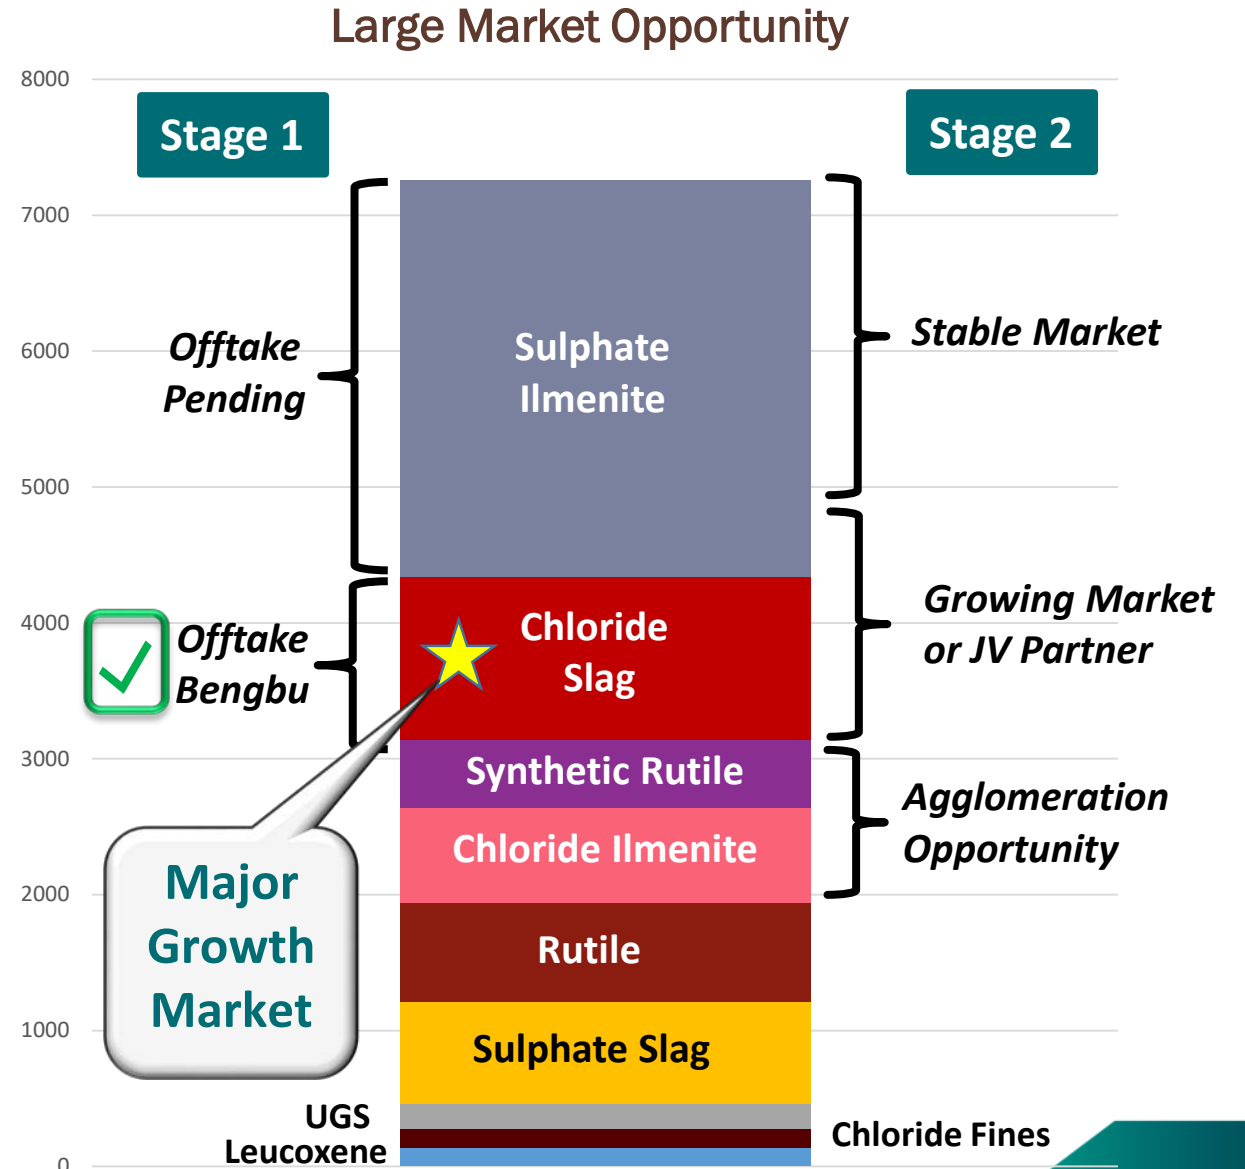 Large Market Opportunity
8000
7000
6000
5000
4000
3000
2000
1000
0
Stage 1
Stage 2
Offtake
Pending
Offtake
Bengbu
Major
Growth
Market
Sulphate
Ilmenite
Chloride
Slag
Synthetic Rutile
Chloride Ilmenite
Rutile
Sulphate Slag
UGS
Leucoxene
Chloride Fines
Stable Market
Growing Market
or JV Partner
Agglomeration
Opportunity